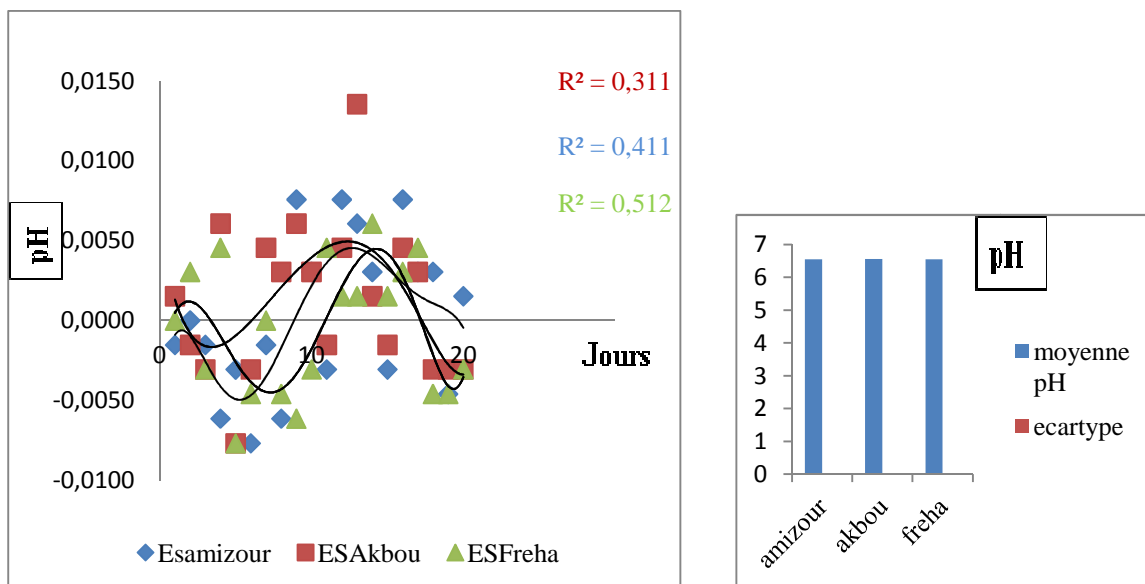 0,0150
0,0100
0,0050
0,0000
-0,0050
-0,0100
pH
0
10
20
Jours
R² = 0,311
R² = 0,411
R² = 0,512
Esamizour
ESAkbou
ESFreha
pH
7
6
5
4
3
2
1
0
amizour
akbou
freha
moyenne
pH
ecartype